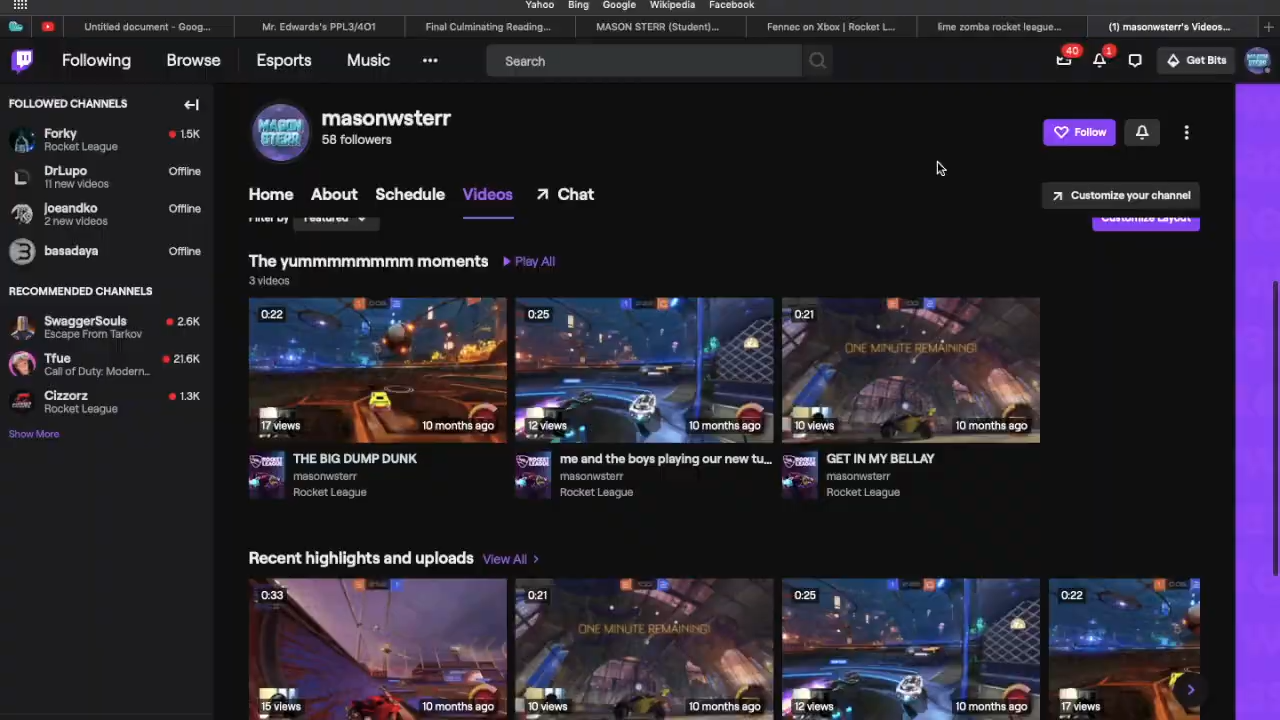 Yahoo Bing Google Wikipedia Facebook
Untitled document - Goog... Mr. Edwards's PPL3/4O1 Final Culminating Reading... MASON STERR (Student)... Fennec on Xbox | Rocket L... lime zomba rocket league... (1) masonwsterr's Videos...
Following Browse Esports Music Search 40 1 Get Bits
FOLLOWED CHANNELS
Forky 1.5K
Rocket League
DrLupo Offline
11 new videos
joeandko Offline
2 new videos
basadaya Offline
RECOMMENDED CHANNELS
SwaggerSouls 2.6K
Escape From Tarkov
Tfue 21.6K
Call of Duty: Modern...
Cizzorz 1.3K
Rocket League
Show More
MASON
STERR
masonwsterr
58 followers
Follow
Home About Schedule Videos Chat
Customize your channel
Filter by Featured Customize Layout
The yummmmmmmm moments Play All
3 videos
0:22 0:25 0:21
ONE MINUTE REMAINING!
17 views 10 months ago 12 views 10 months ago 10 views 10 months ago
THE BIG DUMP DUNK me and the boys playing our new tu... GET IN MY BELLAY
masonwsterr masonwsterr masonwsterr
Rocket League Rocket League Rocket League
Recent highlights and uploads View All
0:33 0:21 0:25 0:22
ONE MINUTE REMAINING!
15 views 10 months ago 10 views 10 months ago 12 views 10 months ago 17 views